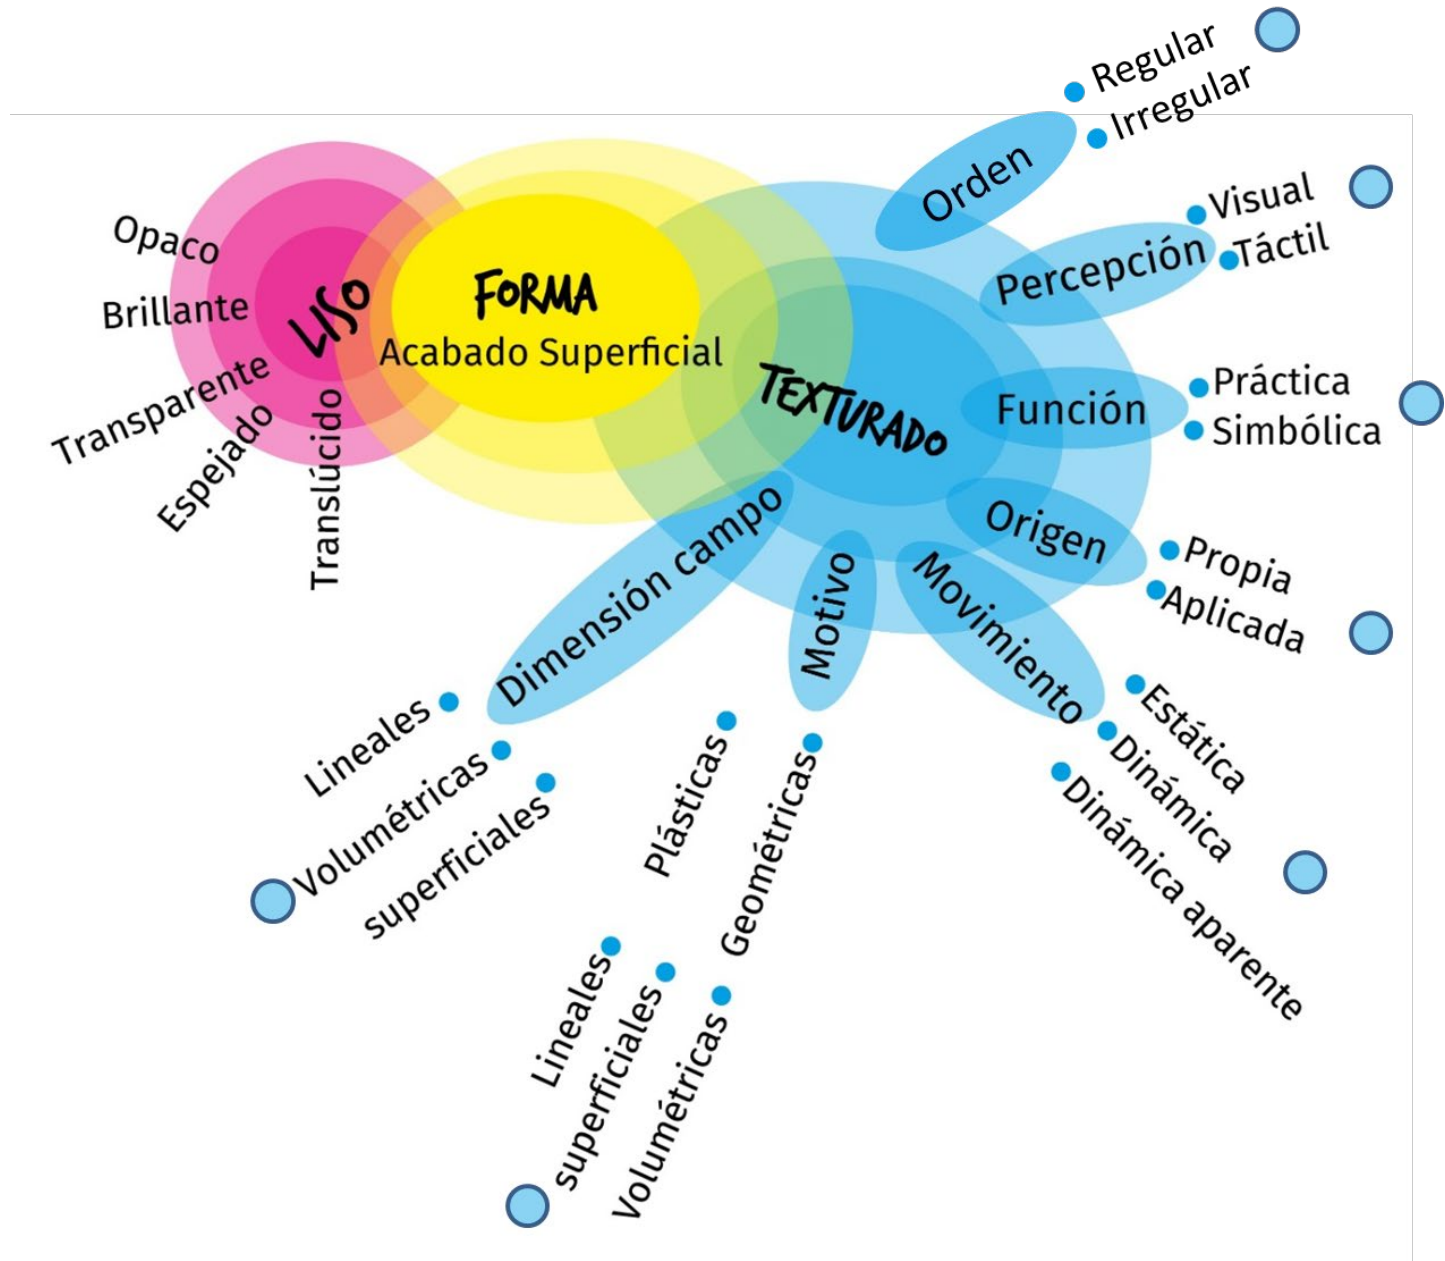 FORMA
Acabado Superficial
LISO
Opaco
Brillante
Transparente
Espejado
Translúcido
TEXTURADO
Orden
Regular
Irregular
Percepción
Visual
Táctil
Función
Práctica
Simbólica
Origen
Propia
Aplicada
Movimiento
Estática
Dinámica
Dinámica aparente
Motivo
Plásticas
Geométricas
Lineales
superficiales
Volumétricas
Dimensión campo
Lineales
Volumétricas
superficiales